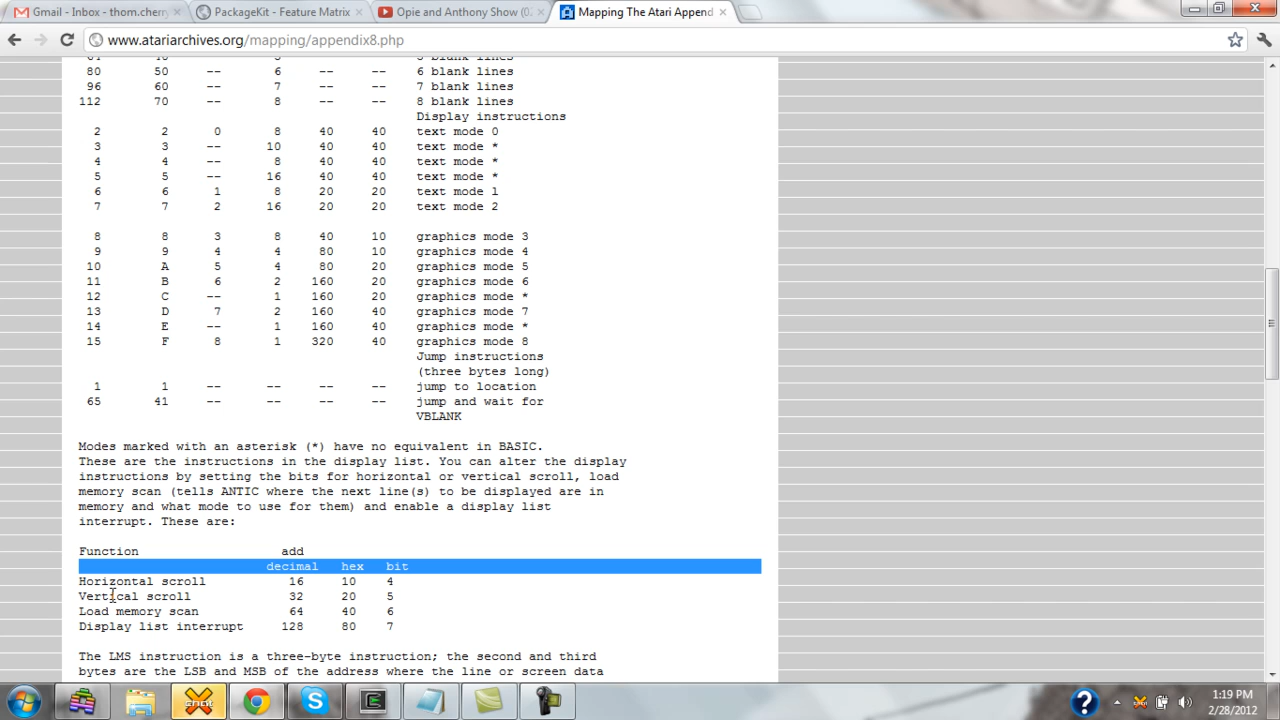 Gmail - Inbox - thom.cherry
PackageKit - Feature Matrix
Opie and Anthony Show (0
Mapping The Atari Append
www.atariarchives.org/mapping/appendix8.php
80 50 -- 6 -- -- 6 blank lines
96 60 -- 7 -- -- 7 blank lines
112 70 -- 8 -- -- 8 blank lines
Display instructions
2 2 0 8 40 40 text mode 0
3 3 -- 10 40 40 text mode *
4 4 -- 8 40 40 text mode *
5 5 -- 16 40 40 text mode *
6 6 1 8 20 20 text mode 1
7 7 2 16 20 20 text mode 2
8 8 3 8 40 10 graphics mode 3
9 9 4 4 80 10 graphics mode 4
10 A 5 4 80 20 graphics mode 5
11 B 6 2 160 20 graphics mode 6
12 C -- 1 160 20 graphics mode *
13 D 7 2 160 40 graphics mode 7
14 E -- 1 160 40 graphics mode *
15 F 8 1 320 40 graphics mode 8
Jump instructions
(three bytes long)
1 1 -- -- -- -- jump to location
65 41 -- -- -- -- jump and wait for
VBLANK
Modes marked with an asterisk (*) have no equivalent in BASIC.
These are the instructions in the display list. You can alter the display
instructions by setting the bits for horizontal or vertical scroll, load
memory scan (tells ANTIC where the next line(s) to be displayed are in
memory and what mode to use for them) and enable a display list
interrupt. These are:
Function add
decimal hex bit
Horizontal scroll 16 10 4
Vertical scroll 32 20 5
Load memory scan 64 40 6
Display list interrupt 128 80 7
The LMS instruction is a three-byte instruction; the second and third
bytes are the LSB and MSB of the address where the line or screen data
1:19 PM
2/28/2012